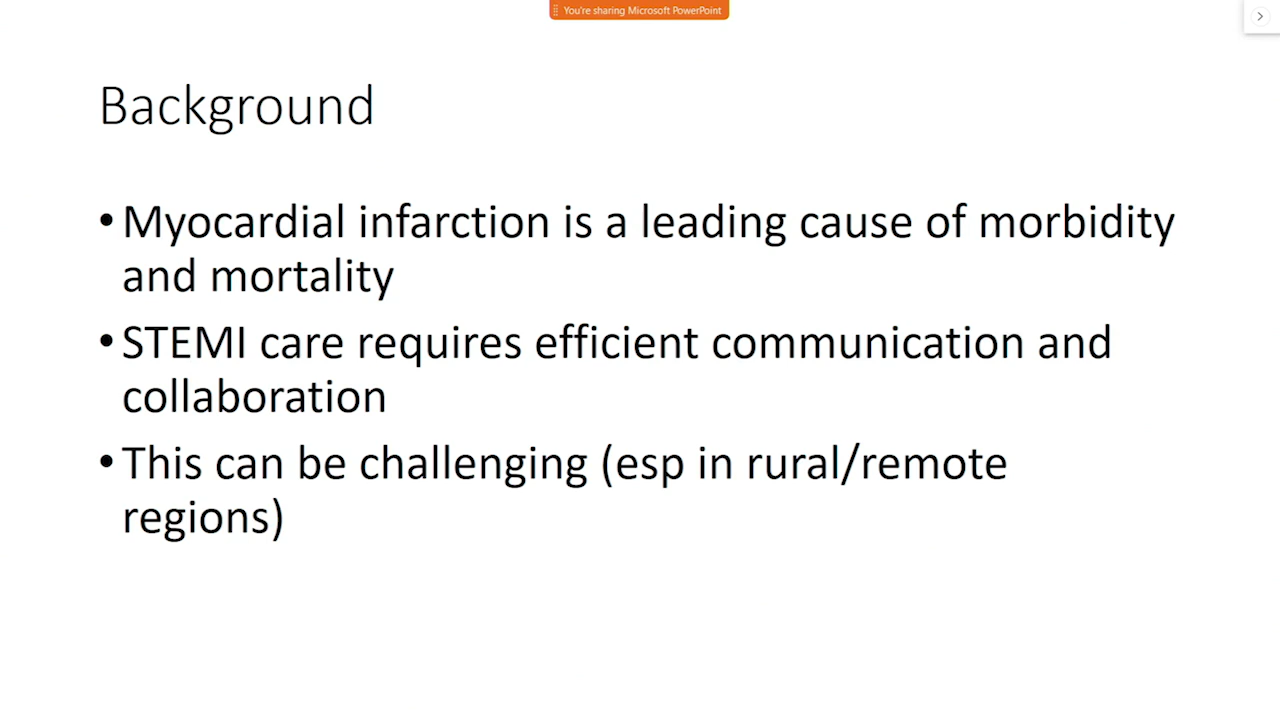 You're sharing Microsoft PowerPoint
Background
• Myocardial infarction is a leading cause of morbidity
and mortality
• STEMI care requires efficient communication and
collaboration
• This can be challenging (esp in rural/remote
regions)